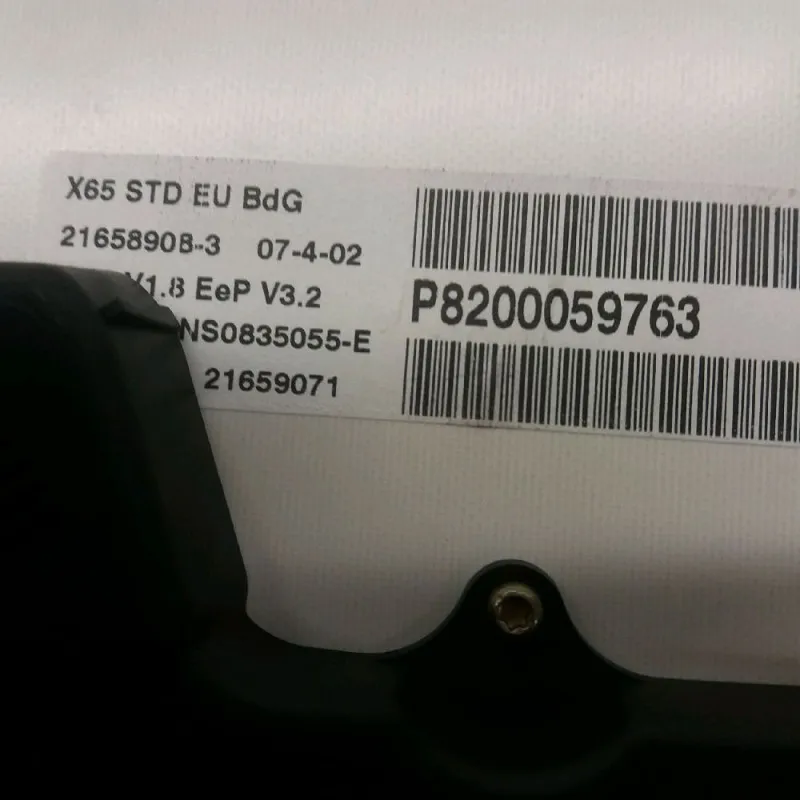 X65 STD EU BdG
21658908-3 07-4-02
V1.8 EeP V3.2
NS0835055-E
21659071
P8200059763